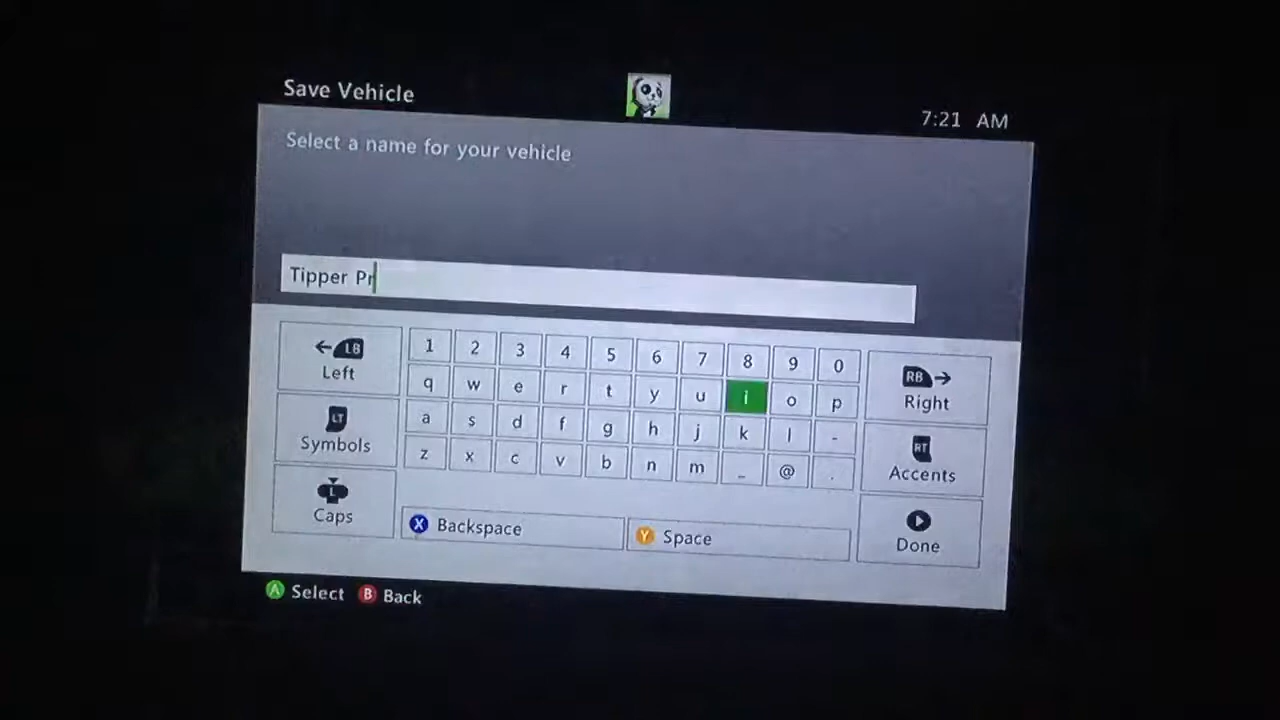 Save Vehicle
7:21 AM
Select a name for your vehicle
Tipper Pr
LB
Left
1 2 3 4 5 6 7 8 9 0
RB
Right
q w e r t y u i o p
LT
Symbols
a s d f g h j k l -
RT
Accents
z x c v b n m _ @ .
L
Caps
X Backspace
Y Space
Done
A Select B Back